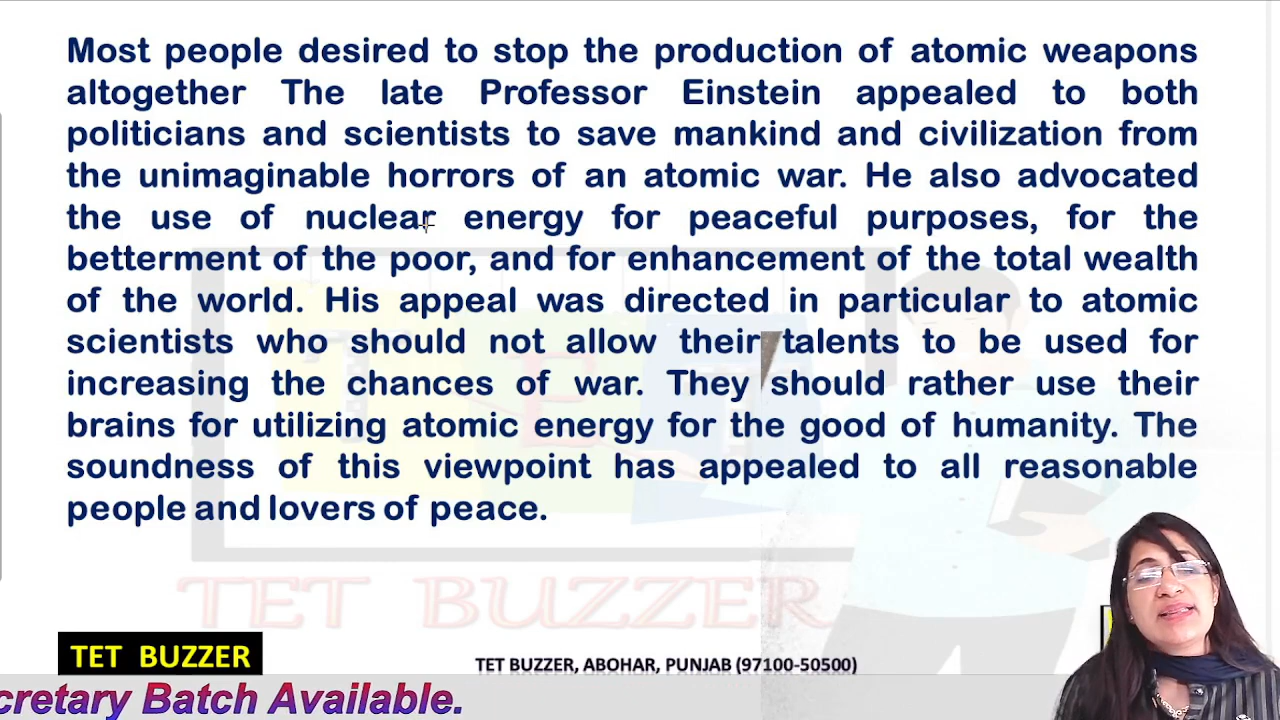 Most people desired to stop the production of atomic weapons
altogether The late Professor Einstein appealed to both
politicians and scientists to save mankind and civilization from
the unimaginable horrors of an atomic war. He also advocated
the use of nuclear energy for peaceful purposes, for the
betterment of the poor, and for enhancement of the total wealth
of the world. His appeal was directed in particular to atomic
scientists who should not allow their talents to be used for
increasing the chances of war. They should rather use their
brains for utilizing atomic energy for the good of humanity. The
soundness of this viewpoint has appealed to all reasonable
people and lovers of peace.
TET BUZZER
TET BUZZER
TET BUZZER, ABOHAR, PUNJAB (97100-50500)
cretary Batch Available.